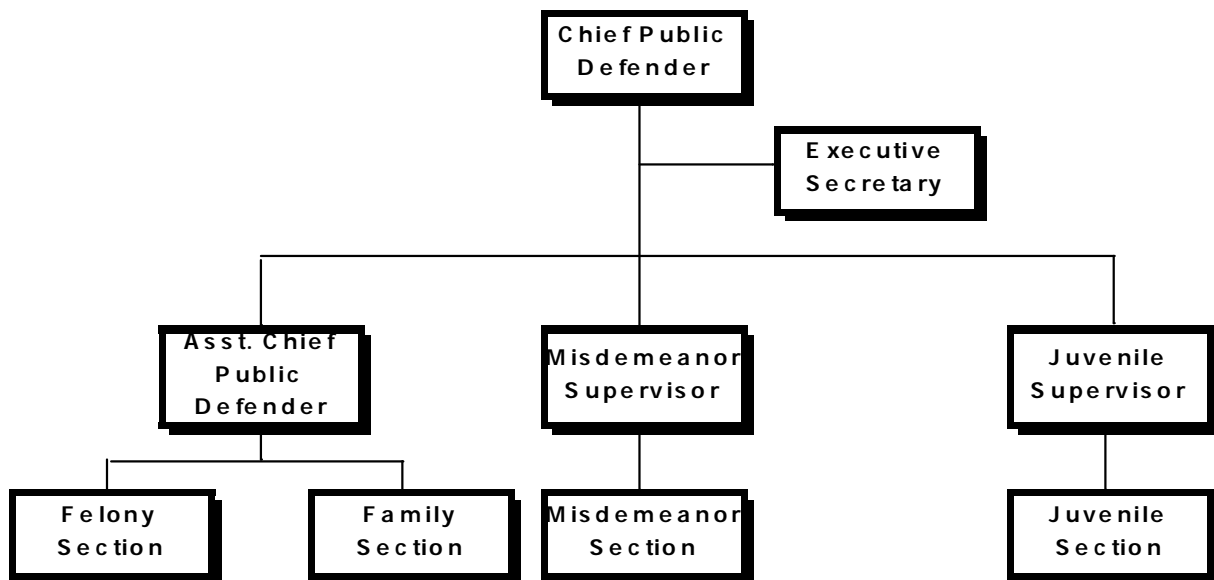 Chief Public
Defender
Executive
Secretary
Asst. Chief
Public
Defender
Misdemeanor
Supervisor
Juvenile
Supervisor
Felony
Section
Family
Section
Misdemeanor
Section
Juvenile
Section